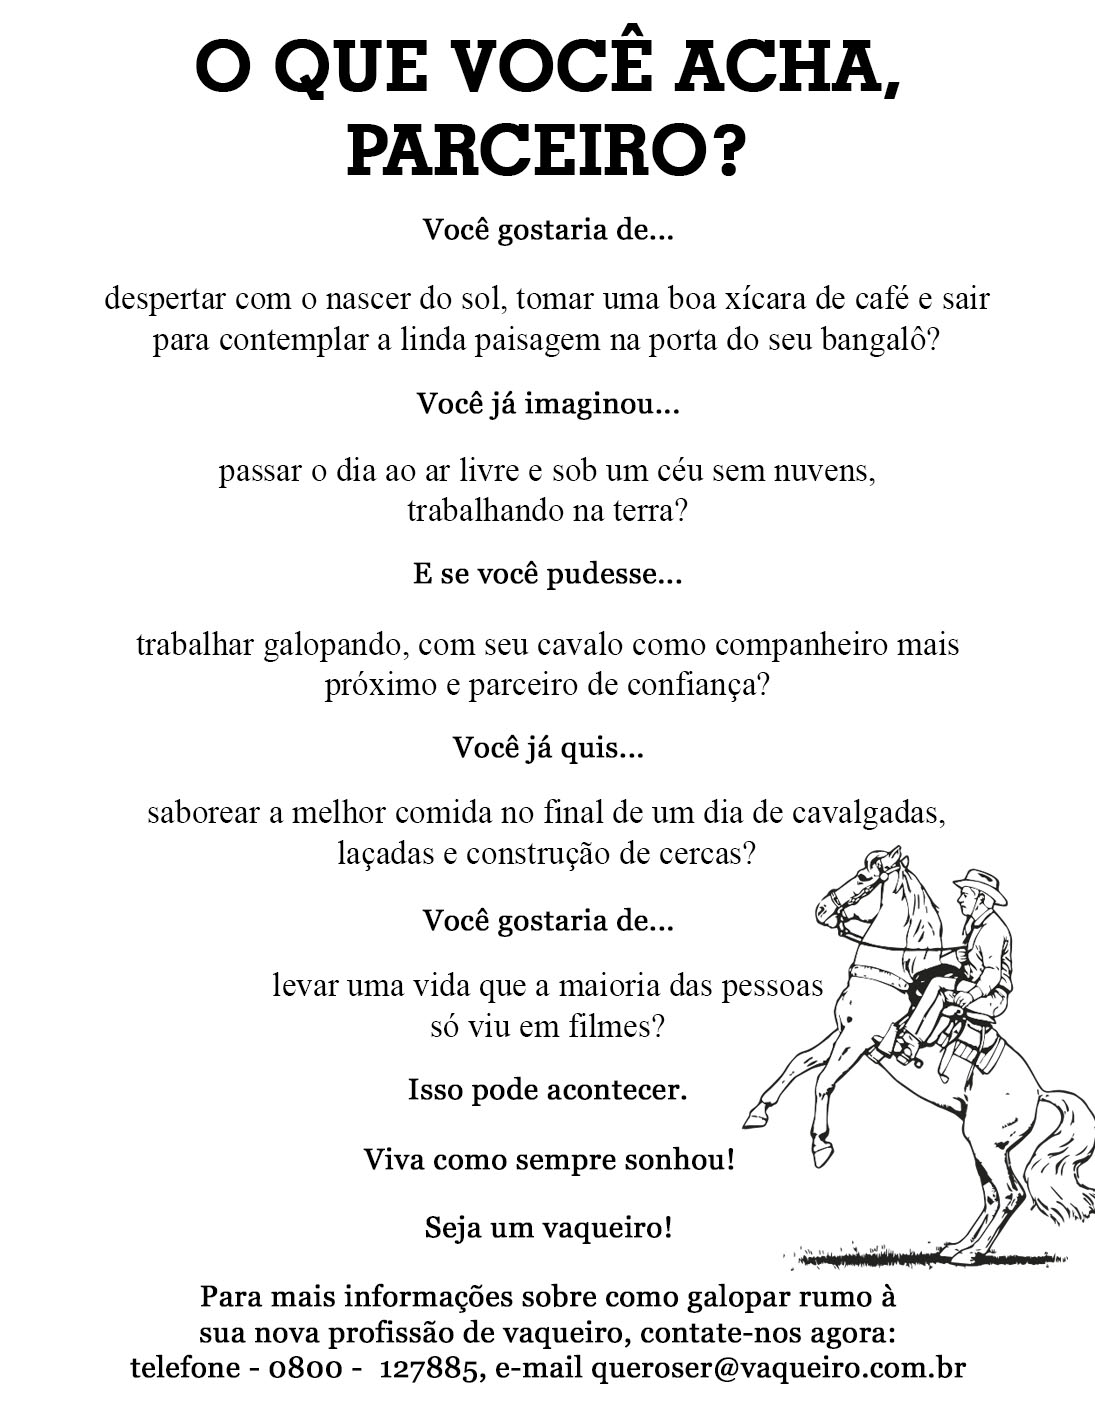 O QUE VOCÊ ACHA,
PARCEIRO?
Você gostaria de...
despertar com o nascer do sol, tomar uma boa xícara de café e sair
para contemplar a linda paisagem na porta do seu bangalô?
Você já imaginou...
passar o dia ao ar livre e sob um céu sem nuvens,
trabalhando na terra?
E se você pudesse...
trabalhar galopando, com seu cavalo como companheiro mais
próximo e parceiro de confiança?
Você já quis...
saborear a melhor comida no final de um dia de cavalgadas,
laçadas e construção de cercas?
Você gostaria de...
levar uma vida que a maioria das pessoas
só viu em filmes?
Isso pode acontecer.
Viva como sempre sonhou!
Seja um vaqueiro!
Para mais informações sobre como galopar rumo à
sua nova profissão de vaqueiro, contate-nos agora:
telefone - 0800 - 127885, e-mail queroser@vaqueiro.com.br